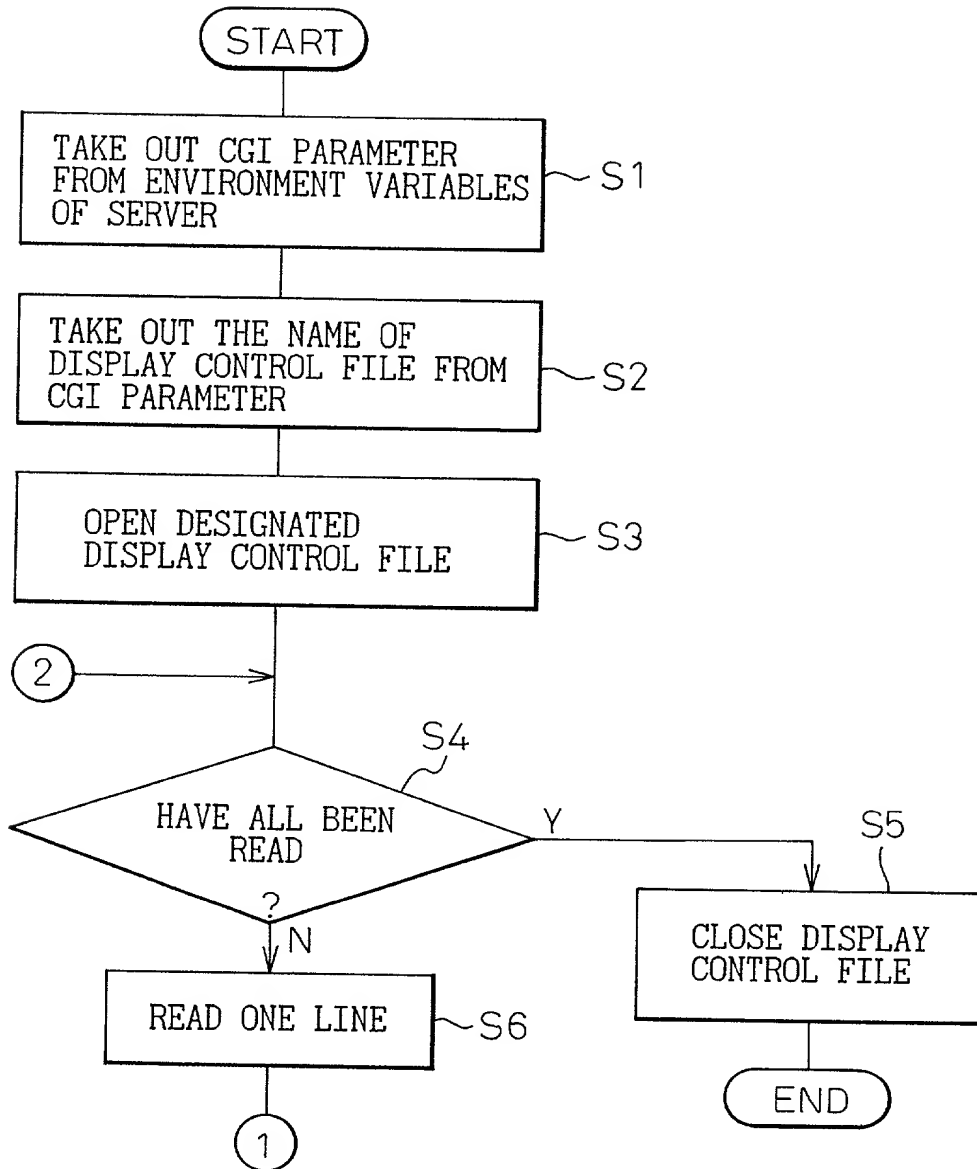 START
TAKE OUT CGI PARAMETER
FROM ENVIRONMENT VARIABLES
OF SERVER
S1
TAKE OUT THE NAME OF
DISPLAY CONTROL FILE FROM
CGI PARAMETER
S2
OPEN DESIGNATED
DISPLAY CONTROL FILE
S3
2
S4
HAVE ALL BEEN
READ
?
Y
N
S5
CLOSE DISPLAY
CONTROL FILE
READ ONE LINE
S6
END
1